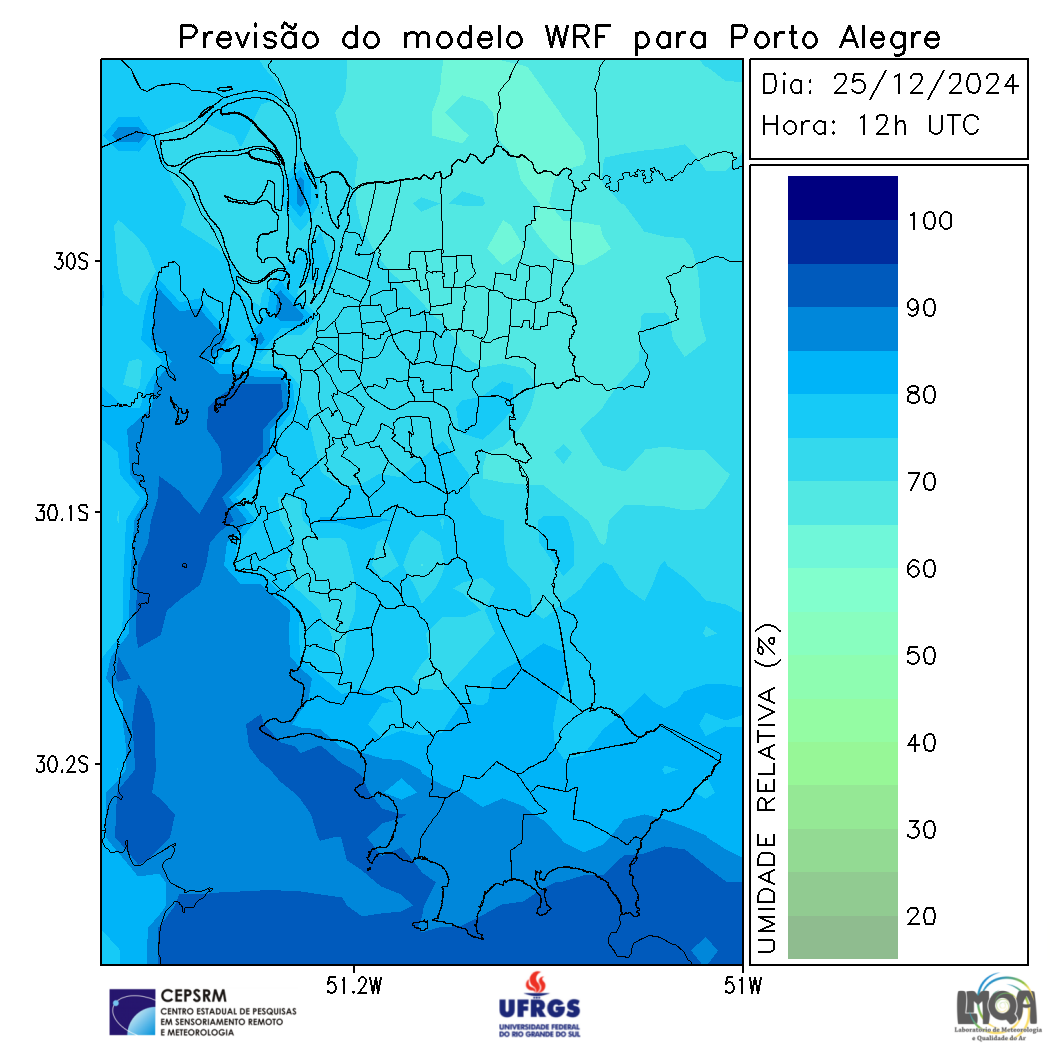 Previsão do modelo WRF para Porto Alegre
Dia: 25/12/2024
Hora: 12h UTC
30S
30.1S
30.2S
51.2W
51W
100
90
80
70
60
50
40
30
20
UMIDADE RELATIVA (%)
CEPSRM
CENTRO ESTADUAL DE PESQUISAS
EM SENSORIAMENTO REMOTO
E METEOROLOGIA
UFRGS
UNIVERSIDADE FEDERAL
DO RIO GRANDE DO SUL
LMQA
Laboratório de Meteorologia
e Qualidade do Ar